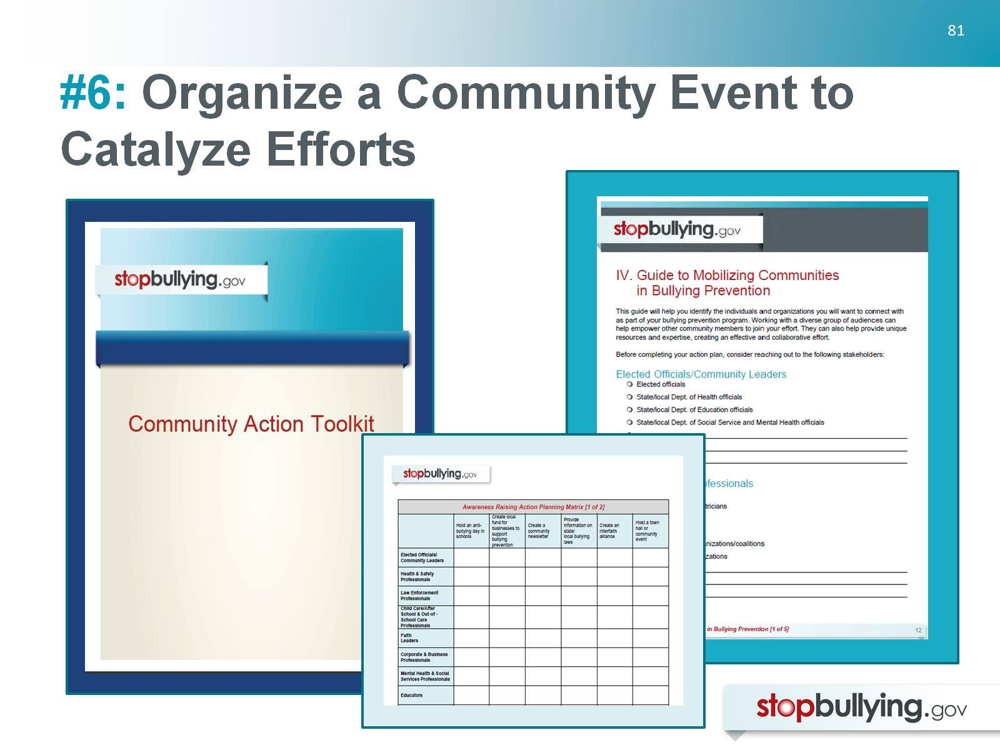 81
#6: Organize a Community Event to
Catalyze Efforts
stopbullying.gov
Community Action Toolkit
stopbullying.gov
IV. Guide to Mobilizing Communities
in Bullying Prevention
This guide will help you identify the individuals and organizations you will want to connect with
as part of your bullying prevention program. Working with a diverse group of audiences can
help empower other community members to join your effort. They can also help provide unique
resources and expertise, creating an effective and collaborative effort.
Before completing your action plan, consider reaching out to the following stakeholders:
Elected Officials/Community Leaders
Elected officials
State/local Dept. of Health officials
State/local Dept. of Education officials
State/local Dept. of Social Service and Mental Health officials
in Bullying Prevention [1 of 5]
12
stopbullying.gov
Awareness Raising Action Planning Matrix [1 of 2]
Hold an anti-
bullying day in
schools
Create local
fund for
businesses to
support
bullying
prevention
Create a
community
newsletter
Provide
information on
state/
local bullying
laws
Create an
interfaith
alliance
Host a town
hall or
community
event
Elected Officials/
Community Leaders
Health & Safety
Professionals
Law Enforcement
Professionals
Child Care/After
School & Out-of -
School Care
Professionals
Faith
Leaders
Corporate & Business
Professionals
Mental Health & Social
Services Professionals
Educators
stopbullying.gov